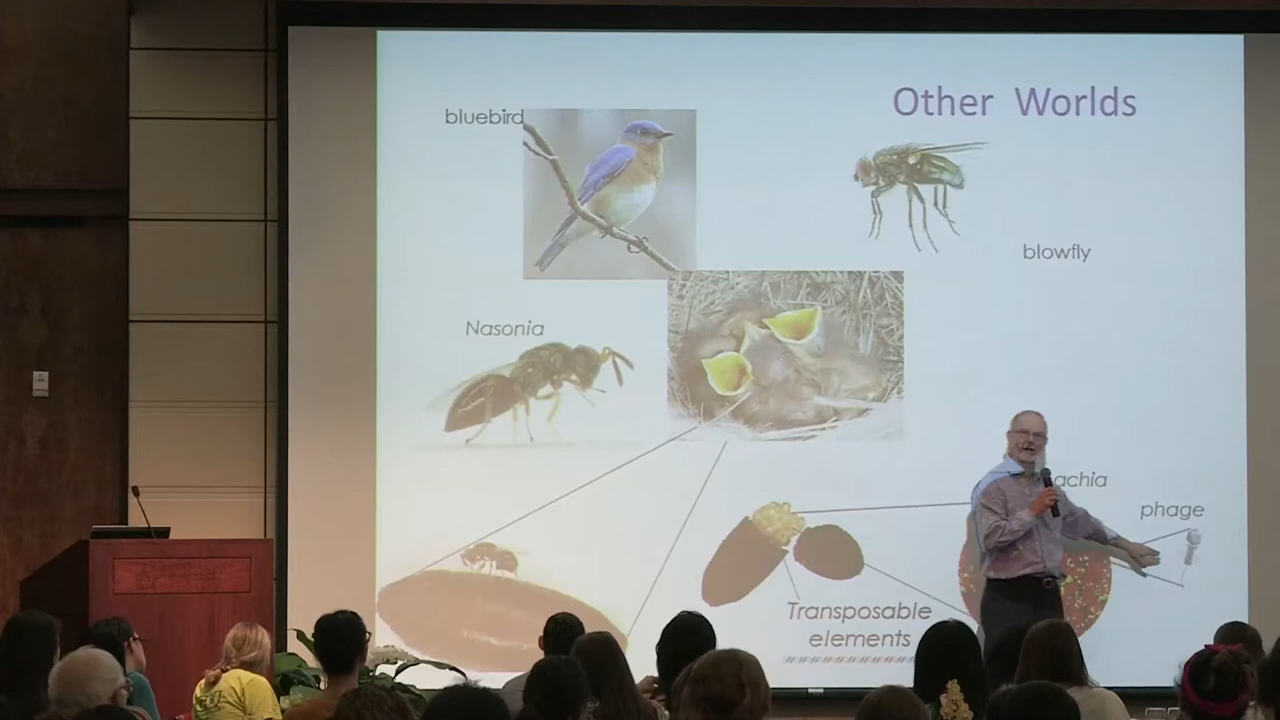 Other Worlds
bluebird
blowfly
Nasonia
achia
phage
Transposable
elements